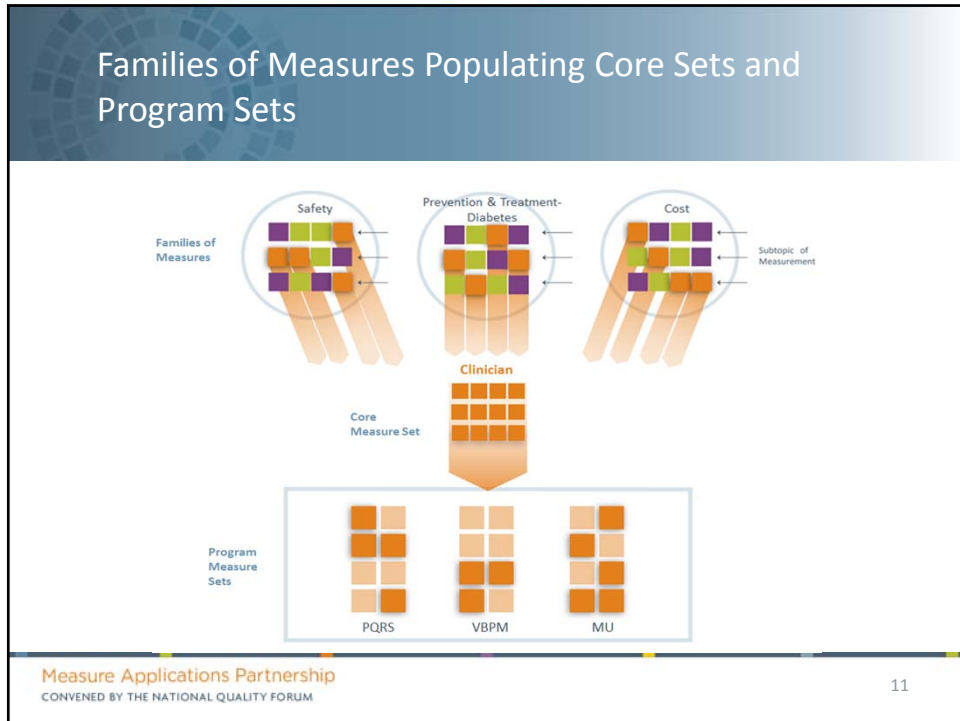 Families of Measures Populating Core Sets and
Program Sets
Safety
Prevention & Treatment-
Diabetes
Cost
Families of
Measures
Subtopic of
Measurement
Clinician
Core
Measure Set
Program
Measure
Sets
PQRS
VBPM
MU
Measure Applications Partnership
CONVENED BY THE NATIONAL QUALITY FORUM
11